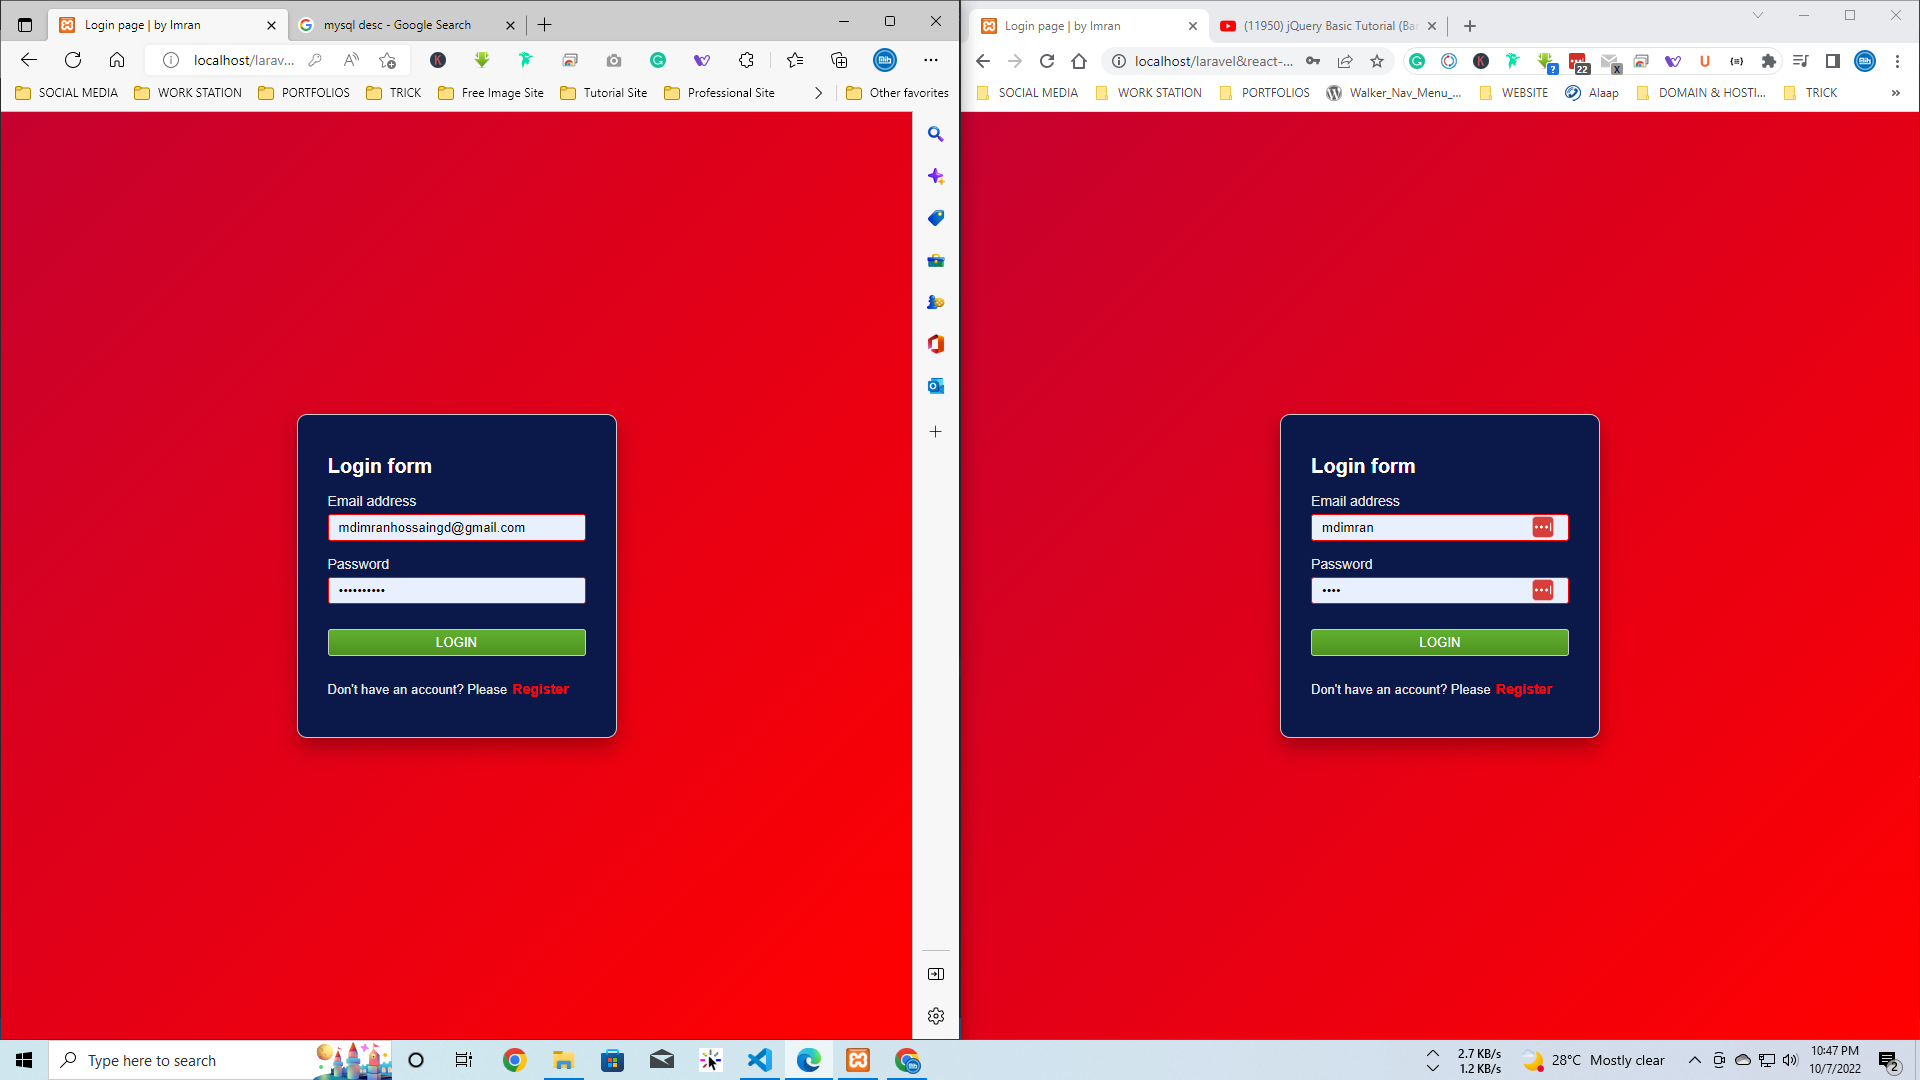 Login page | by Imran
mysql desc - Google Search
localhost/larav...
SOCIAL MEDIA
WORK STATION
PORTFOLIOS
TRICK
Free Image Site
Tutorial Site
Professional Site
Other favorites
Login form
Email address
mdimranhossaingd@gmail.com
Password
LOGIN
Don't have an account? Please Register
Login page | by Imran
(11950) jQuery Basic Tutorial (Ba
localhost/laravel&react-...
22
X
SOCIAL MEDIA
WORK STATION
PORTFOLIOS
Walker_Nav_Menu_...
WEBSITE
Alaap
DOMAIN & HOSTI...
TRICK
Login form
Email address
mdimran
Password
LOGIN
Don't have an account? Please Register
Type here to search
2.7 KB/s
1.2 KB/s
28°C Mostly clear
10:47 PM
10/7/2022
2